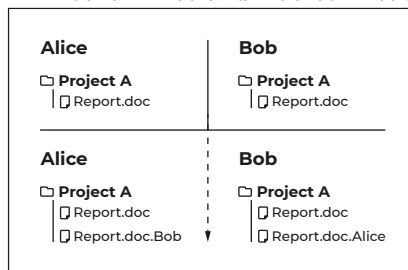 Alice
Project A
Report.doc
Bob
Project A
Report.doc
Alice
Project A
Report.doc
Report.doc.Bob
Bob
Project A
Report.doc
Report.doc.Alice